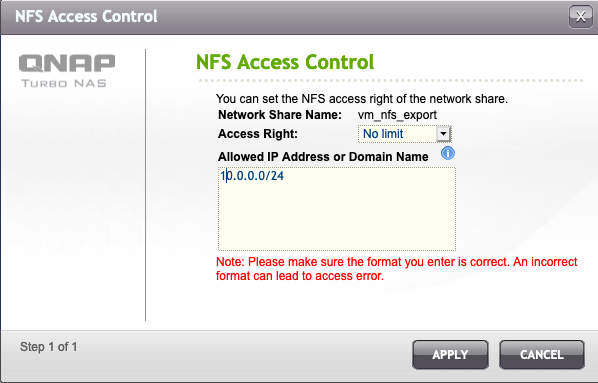 NFS Access Control
X
QNAP
TURBO NAS
NFS Access Control
You can set the NFS access right of the network share.
Network Share Name: vm_nfs_export
Access Right: No limit
Allowed IP Address or Domain Name i
10.0.0.0/24
Note: Please make sure the format you enter is correct. An incorrect
format can lead to access error.
Step 1 of 1
APPLY CANCEL